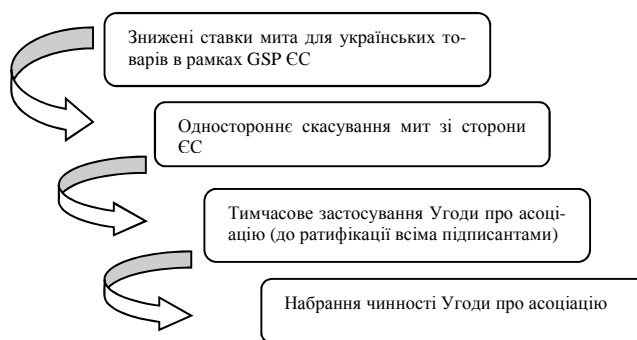 Знижені ставки мита для українських то-
варів в рамках GSP ЄС
Одностороннє скасування мит зі сторони
ЄС
Тимчасове застосування Угоди про асоці-
ацію (до ратифікації всіма підписантами)
Набрання чинності Угоди про асоціацію